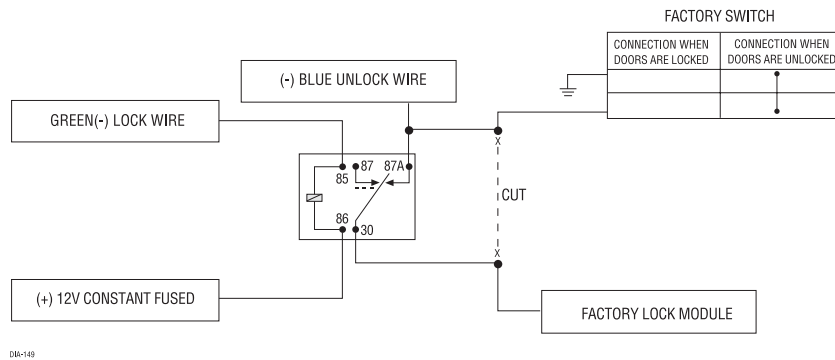 FACTORY SWITCH
CONNECTION WHEN
DOORS ARE LOCKED
CONNECTION WHEN
DOORS ARE UNLOCKED
(-) BLUE UNLOCK WIRE
GREEN(-) LOCK WIRE
87
87A
85
X
CUT
86
30
X
(+) 12V CONSTANT FUSED
FACTORY LOCK MODULE
DIA-149